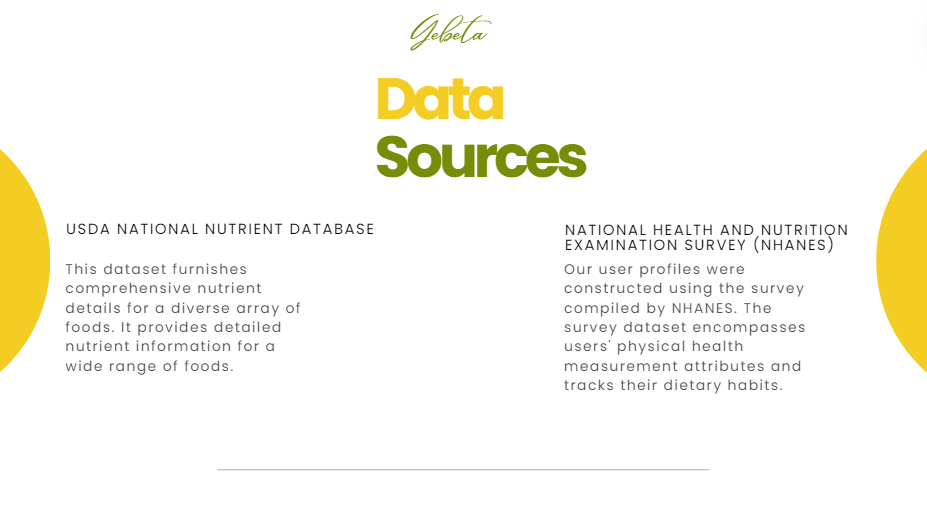 Gebeta
Data
Sources
USDA NATIONAL NUTRIENT DATABASE
This dataset furnishes
comprehensive nutrient
details for a diverse array of
foods. It provides detailed
nutrient information for a
wide range of foods.
NATIONAL HEALTH AND NUTRITION
EXAMINATION SURVEY (NHANES)
Our user profiles were
constructed using the survey
compiled by NHANES. The
survey dataset encompasses
users' physical health
measurement attributes and
tracks their dietary habits.